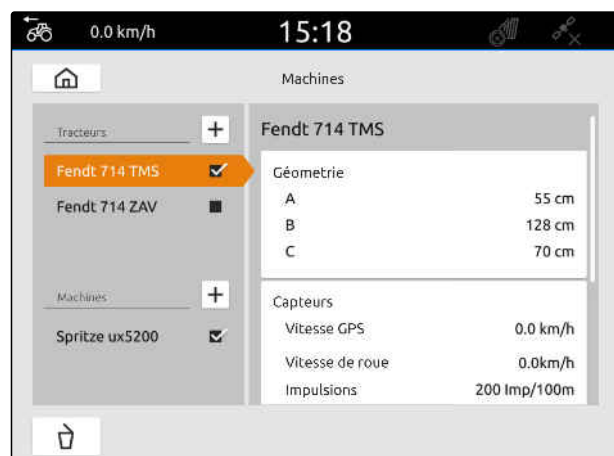 0.0 km/h 15:18
Machines
Tracteurs
Fendt 714 TMS
Fendt 714 ZAV
Machines
Spritze ux5200
Fendt 714 TMS
Géometrie
A 55 cm
B 128 cm
C 70 cm
Capteurs
Vitesse GPS 0.0 km/h
Vitesse de roue 0.0km/h
Impulsions 200 Imp/100m